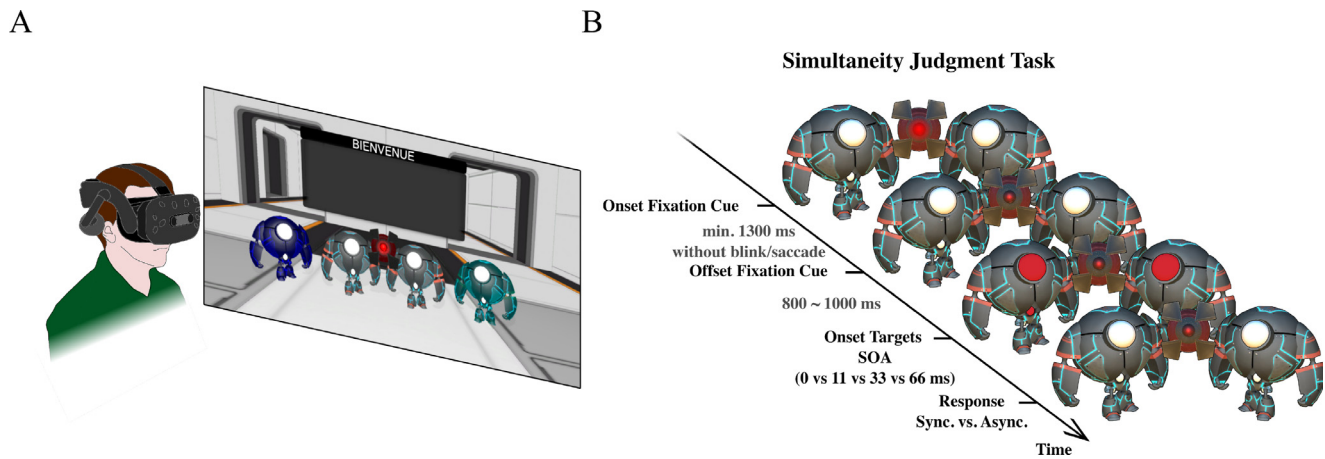 A
BIENVENUE
B
Simultaneity Judgment Task
Onset Fixation Cue
min. 1300 ms
without blink/saccade
Offset Fixation Cue
800 ~ 1000 ms
Onset Targets
SOA
(0 vs 11 vs 33 vs 66 ms)
Response
Sync. vs. Async.
Time